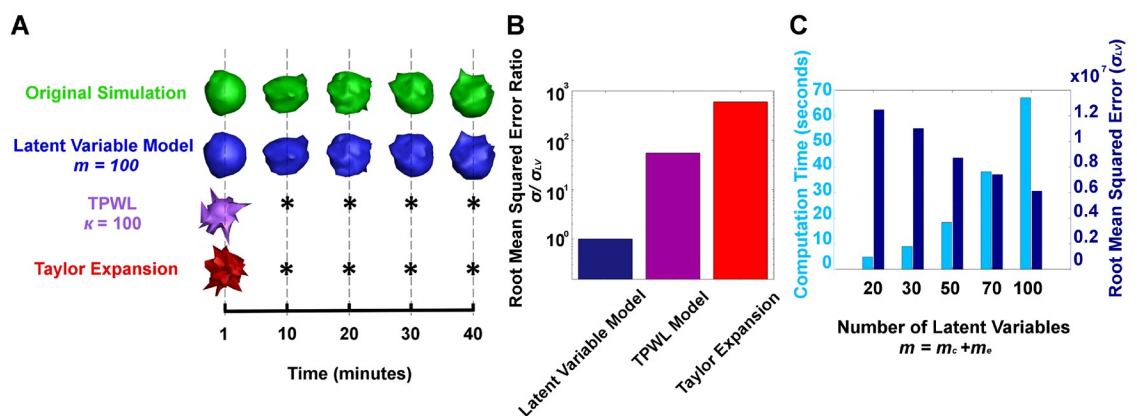 A
Original Simulation
Latent Variable Model
m = 100
TPWL
κ = 100
* * * *
Taylor Expansion
* * * *
1 10 20 30 40
Time (minutes)
B
Root Mean Squared Error Ratio
σ/ σLV
10³
10²
10¹
10⁰
Latent Variable Model
TPWL Model
Taylor Expansion
C
Computation Time (seconds)
70
60
50
40
30
20
10
0
x10⁷
1.2
1
0.8
0.6
0.4
0.2
0
Root Mean Squared Error (σLV)
20 30 50 70 100
Number of Latent Variables
m = mc +me